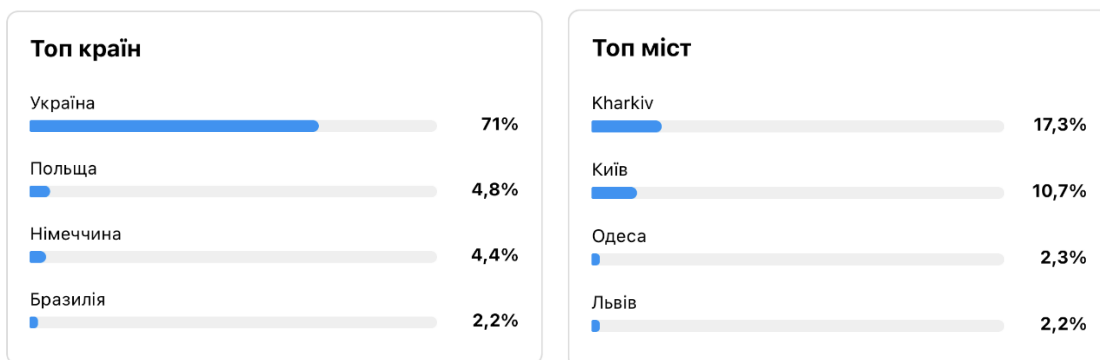 Топ країн
Україна
71%
Польща
4,8%
Німеччина
4,4%
Бразилія
2,2%
Топ міст
Kharkiv
17,3%
Київ
10,7%
Одеса
2,3%
Львів
2,2%